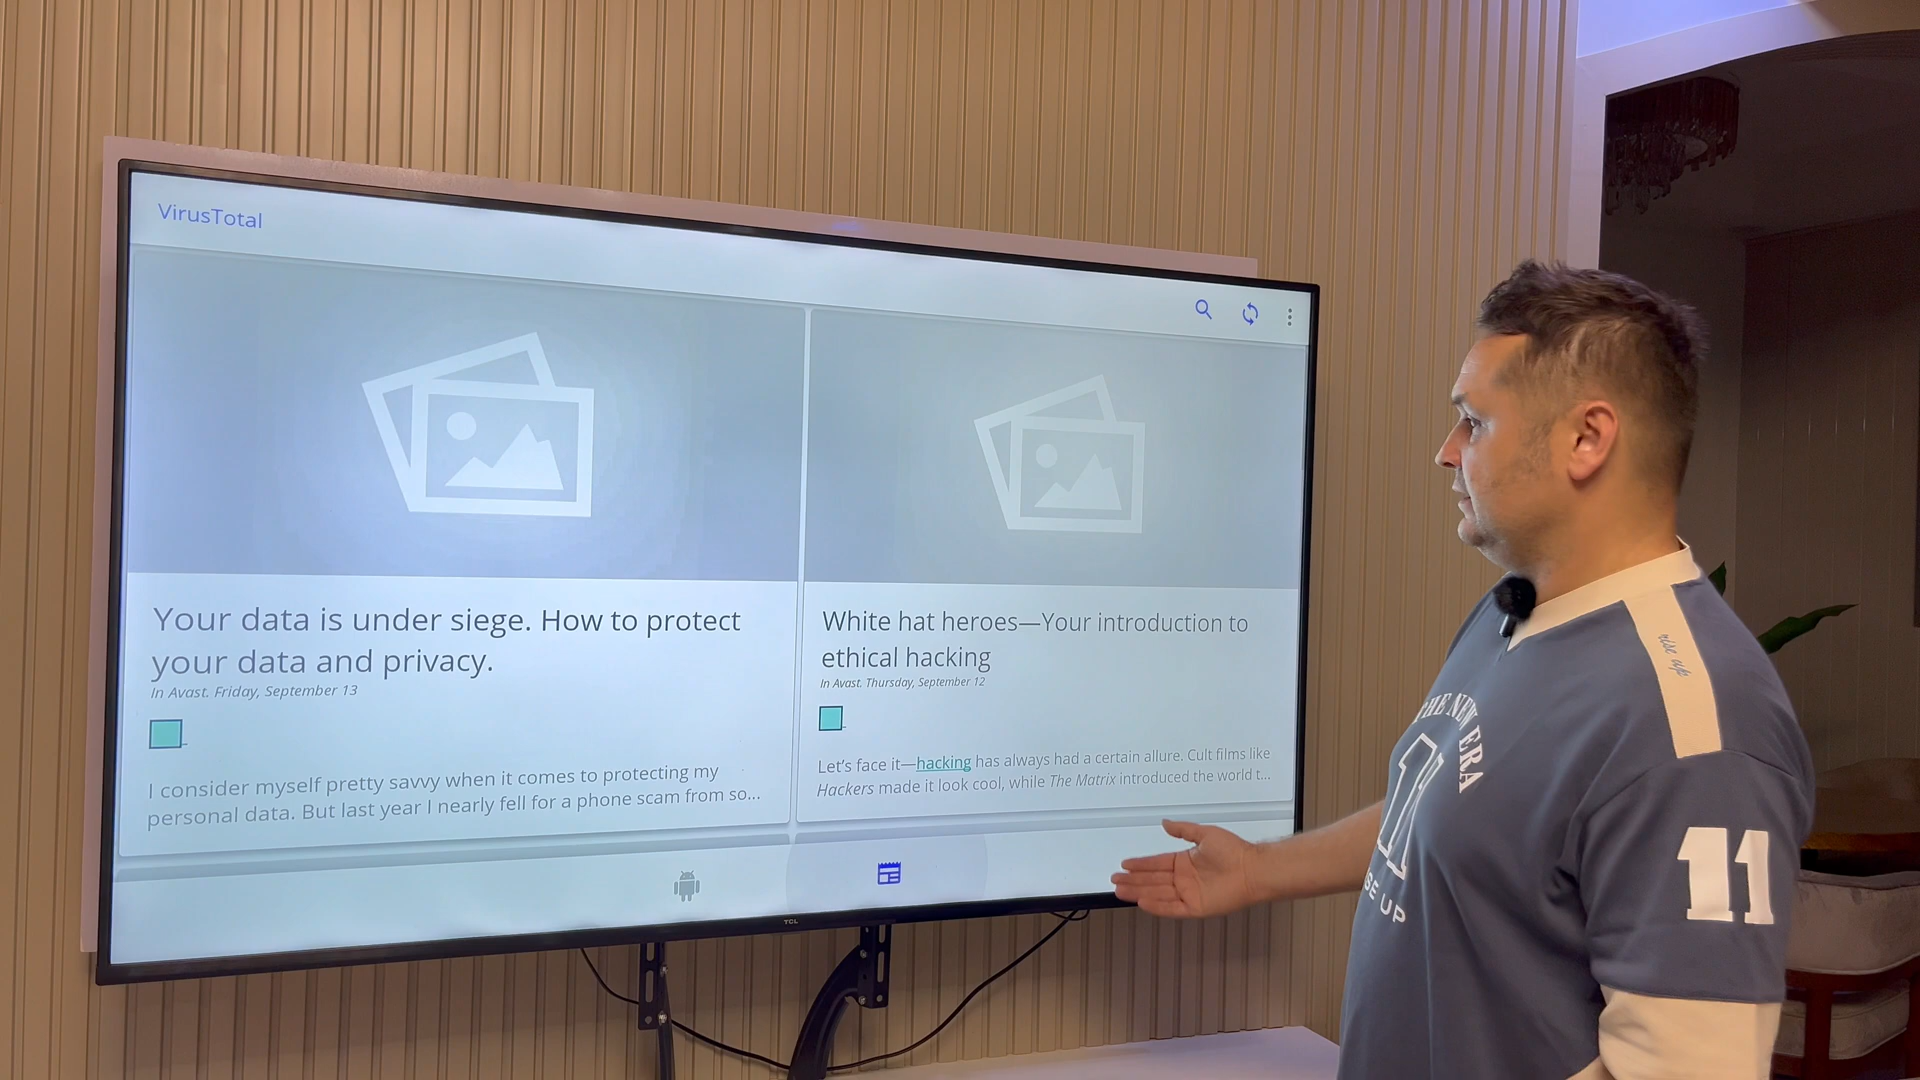 VirusTotal
Your data is under siege. How to protect
your data and privacy.
In Avast. Friday, September 13
I consider myself pretty savvy when it comes to protecting my
personal data. But last year I nearly fell for a phone scam from so...
White hat heroes—Your introduction to
ethical hacking
In Avast. Thursday, September 12
Let's face it—hacking has always had a certain allure. Cult films like
Hackers made it look cool, while The Matrix introduced the world t...
TCL
rise up
THE NEW ERA
11
SE UP
11